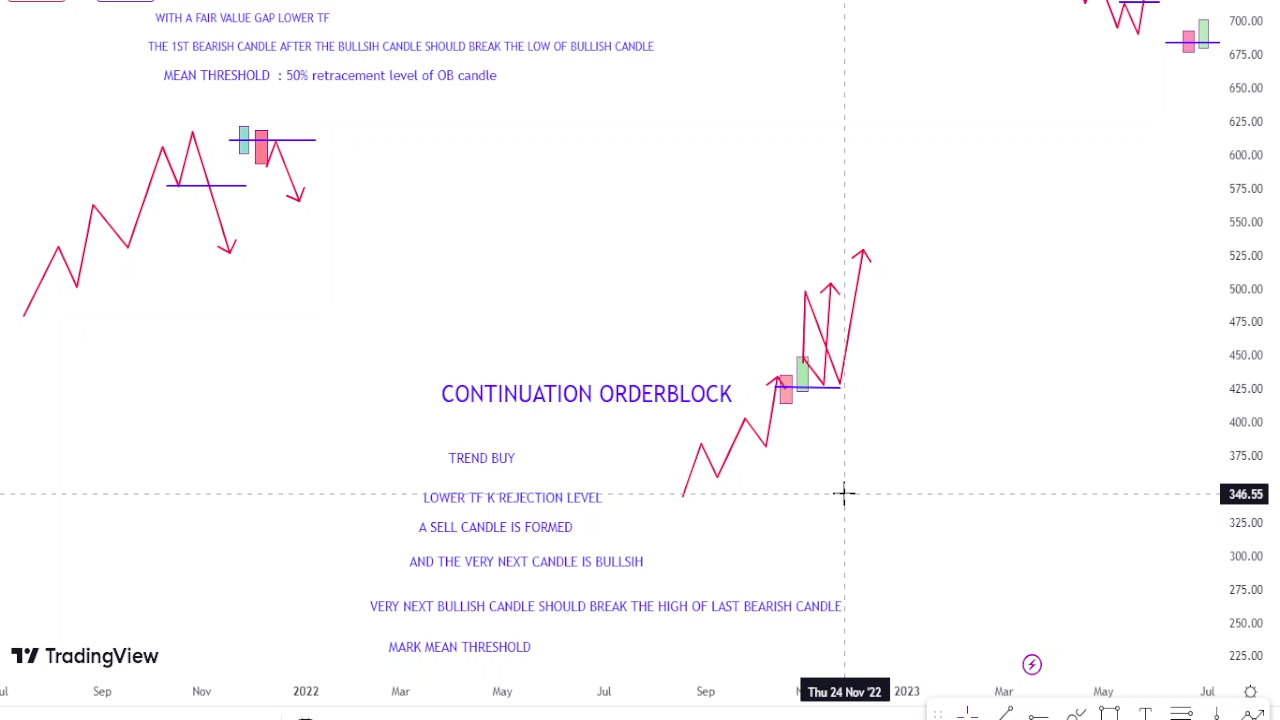 WITH A FAIR VALUE GAP LOWER TF
THE 1ST BEARISH CANDLE AFTER THE BULLSIH CANDLE SHOULD BREAK THE LOW OF BULLISH CANDLE
MEAN THRESHOLD : 50% retracement level of OB candle
CONTINUATION ORDERBLOCK
TREND BUY
LOWER TF K REJECTION LEVEL
A SELL CANDLE IS FORMED
AND THE VERY NEXT CANDLE IS BULLSIH
VERY NEXT BULLISH CANDLE SHOULD BREAK THE HIGH OF LAST BEARISH CANDLE
MARK MEAN THRESHOLD
TradingView
700.00
675.00
650.00
625.00
600.00
575.00
550.00
525.00
500.00
475.00
450.00
425.00
400.00
375.00
346.55
325.00
300.00
275.00
250.00
225.00
Sep Nov 2022 Mar May Jul Sep Thu 24 Nov '22 2023 Mar May Jul